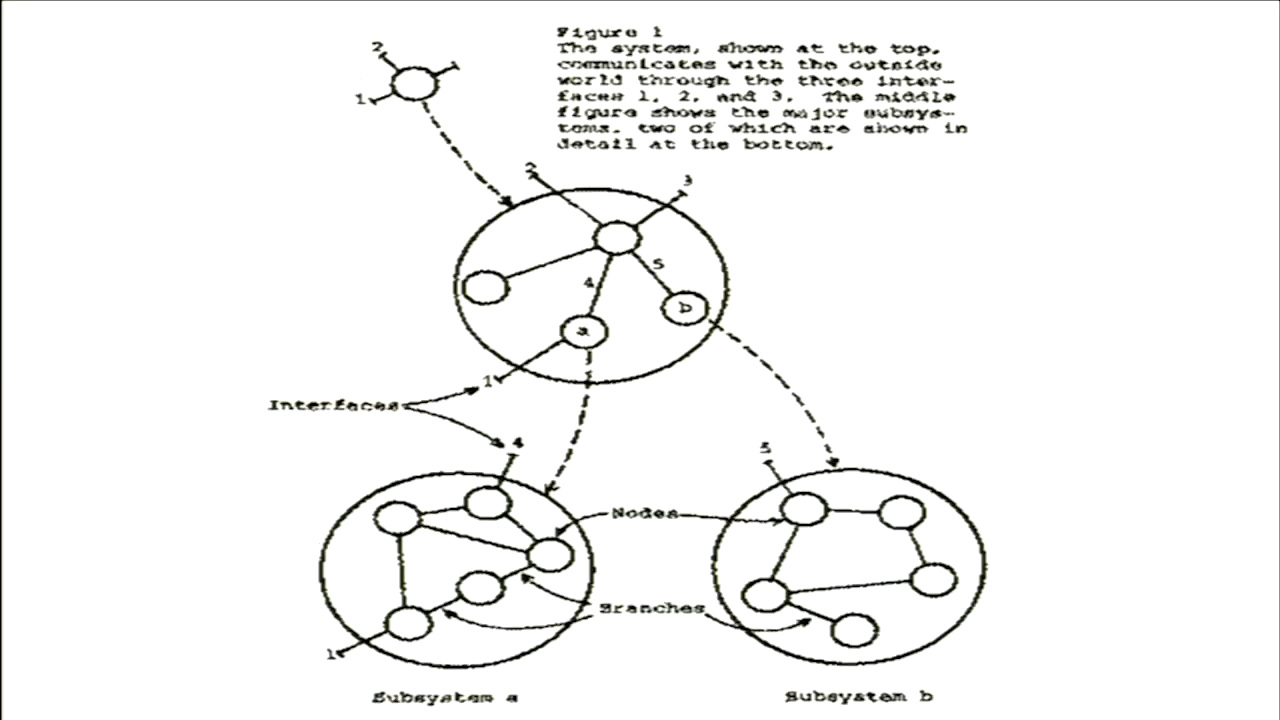 Figure 1
The system, shown at the top,
communicates with the outside
world through the three inter-
faces 1, 2, and 3. The middle
figure shows the major subsys-
tems, two of which are shown in
detail at the bottom.
2
1
2
3
5
4
b
a
1
Interfaces
4
5
Nodes
Branches
1
Subsystem a
Subsystem b